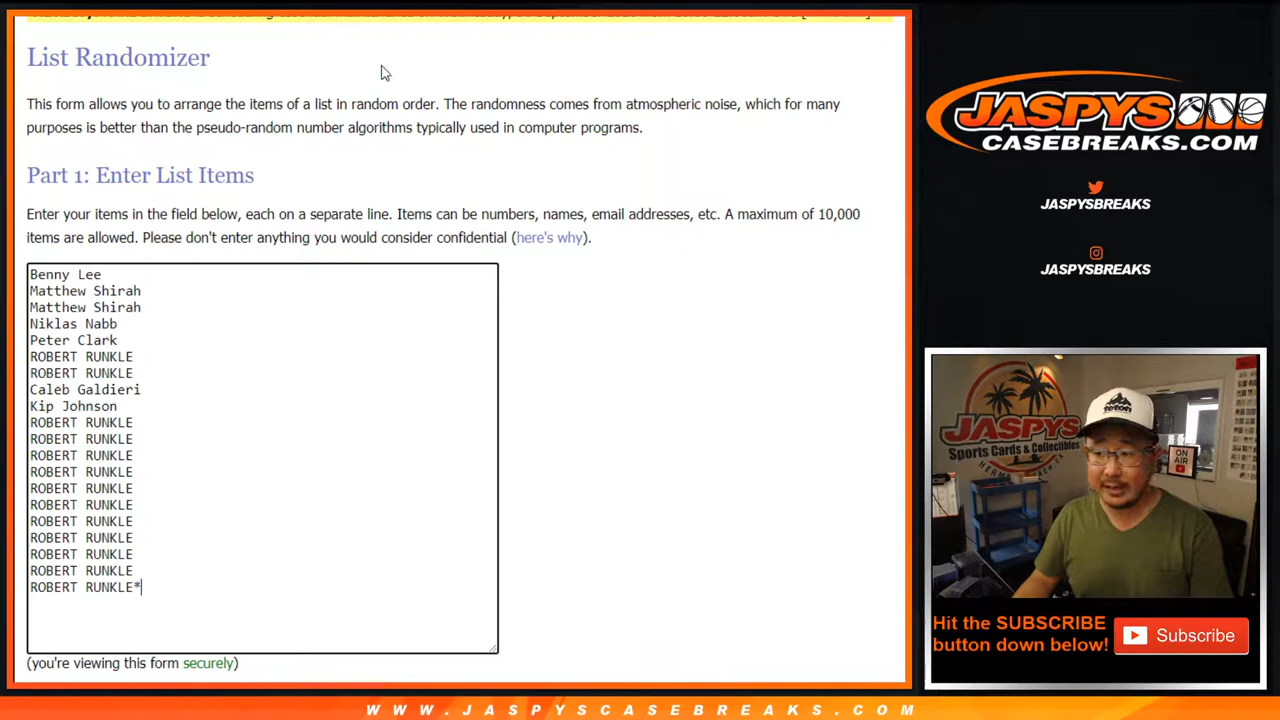 List Randomizer
This form allows you to arrange the items of a list in random order. The randomness comes from atmospheric noise, which for many
purposes is better than the pseudo-random number algorithms typically used in computer programs.
Part 1: Enter List Items
Enter your items in the field below, each on a separate line. Items can be numbers, names, email addresses, etc. A maximum of 10,000
items are allowed. Please don't enter anything you would consider confidential (here's why).
Benny Lee
Matthew Shirah
Matthew Shirah
Niklas Nabb
Peter Clark
ROBERT RUNKLE
ROBERT RUNKLE
Caleb Galdieri
Kip Johnson
ROBERT RUNKLE
ROBERT RUNKLE
ROBERT RUNKLE
ROBERT RUNKLE
ROBERT RUNKLE
ROBERT RUNKLE
ROBERT RUNKLE
ROBERT RUNKLE
ROBERT RUNKLE
ROBERT RUNKLE
ROBERT RUNKLE*
(you're viewing this form securely)
JASPYS
CASEBREAKS.COM
JASPYSBREAKS
JASPYSBREAKS
JASPYS
Sports Cards & Collectibles
teton
ON
AIR
Hit the SUBSCRIBE
button down below!
Subscribe
WWW.JASPYSCASEBREAKS.COM